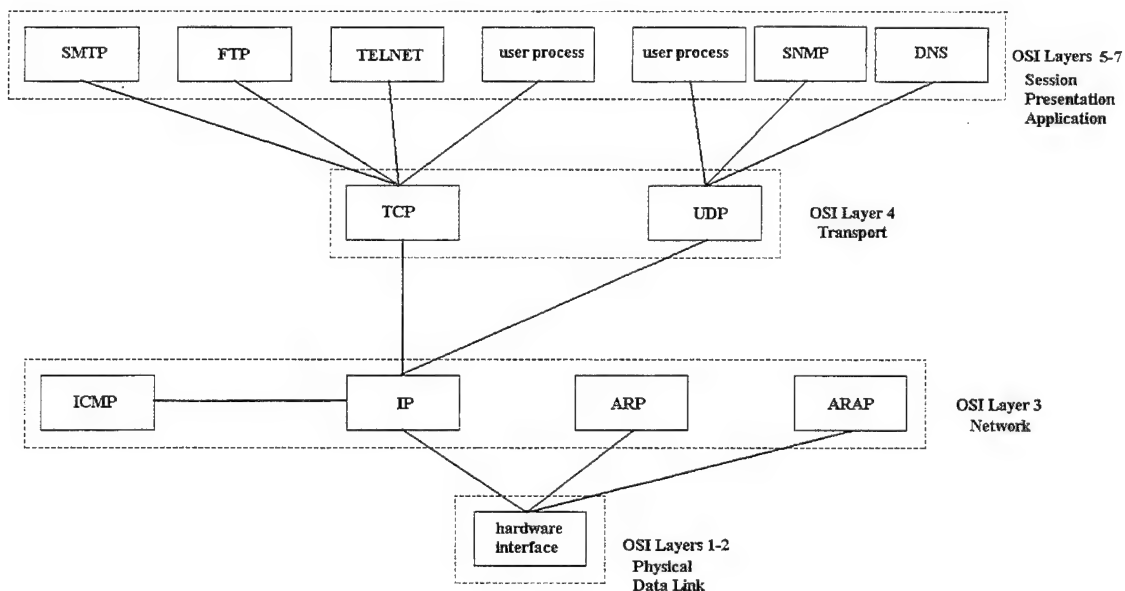 SMTP
FTP
TELNET
user process
user process
SNMP
DNS
OSI Layers 5-7
Session
Presentation
Application
TCP
UDP
OSI Layer 4
Transport
ICMP
IP
ARP
ARAP
OSI Layer 3
Network
hardware
interface
OSI Layers 1-2
Physical
Data Link